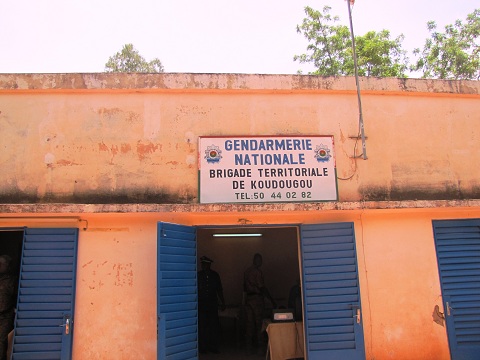 GENDARMERIE
NATIONALE
BRIGADE TERRITORIALE
DE KOUDOUGOU
TEL:50 44 02 82